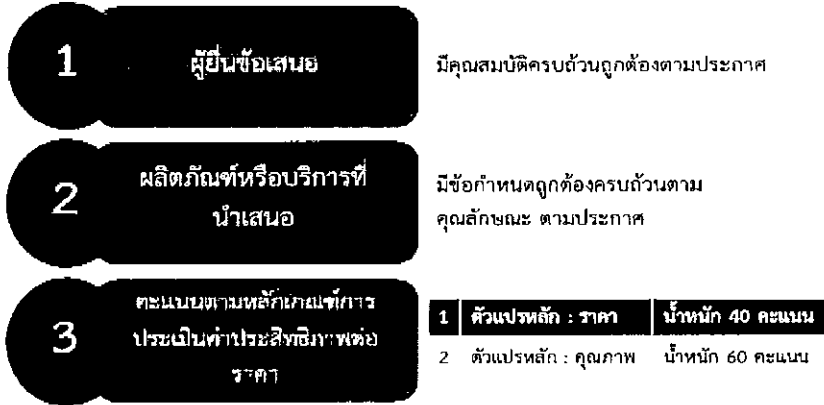 1
ผู้ยื่นข้อเสนอ
มีคุณสมบัติครบถ้วนถูกต้องตามประกาศ
2
ผลิตภัณฑ์หรือบริการที่
นำเสนอ
มีข้อกำหนดถูกต้องครบถ้วนตาม
คุณลักษณะ ตามประกาศ
3
คะแนนตามหลักเกณฑ์การ
ประเมินค่าประสิทธิภาพต่อ
ราคา
1 ตัวแปรหลัก : ราคา น้ำหนัก 40 คะแนน
2 ตัวแปรหลัก : คุณภาพ น้ำหนัก 60 คะแนน